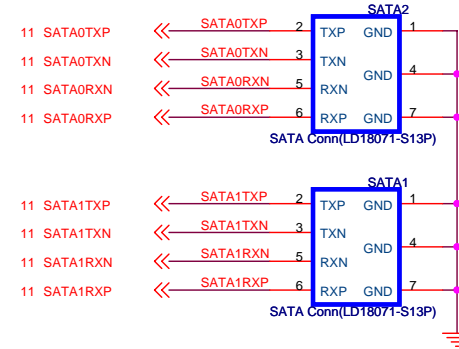 SATA2
11 SATA0TXP SATA0TXP 2 TXP GND 1
11 SATA0TXN SATA0TXN 3 TXN
GND 4
11 SATA0RXN SATA0RXN 5 RXN
11 SATA0RXP SATA0RXP 6 RXP GND 7
SATA Conn(LD18071-S13P)
SATA1
11 SATA1TXP SATA1TXP 2 TXP GND 1
11 SATA1TXN SATA1TXN 3 TXN
GND 4
11 SATA1RXN SATA1RXN 5 RXN
11 SATA1RXP SATA1RXP 6 RXP GND 7
SATA Conn(LD18071-S13P)